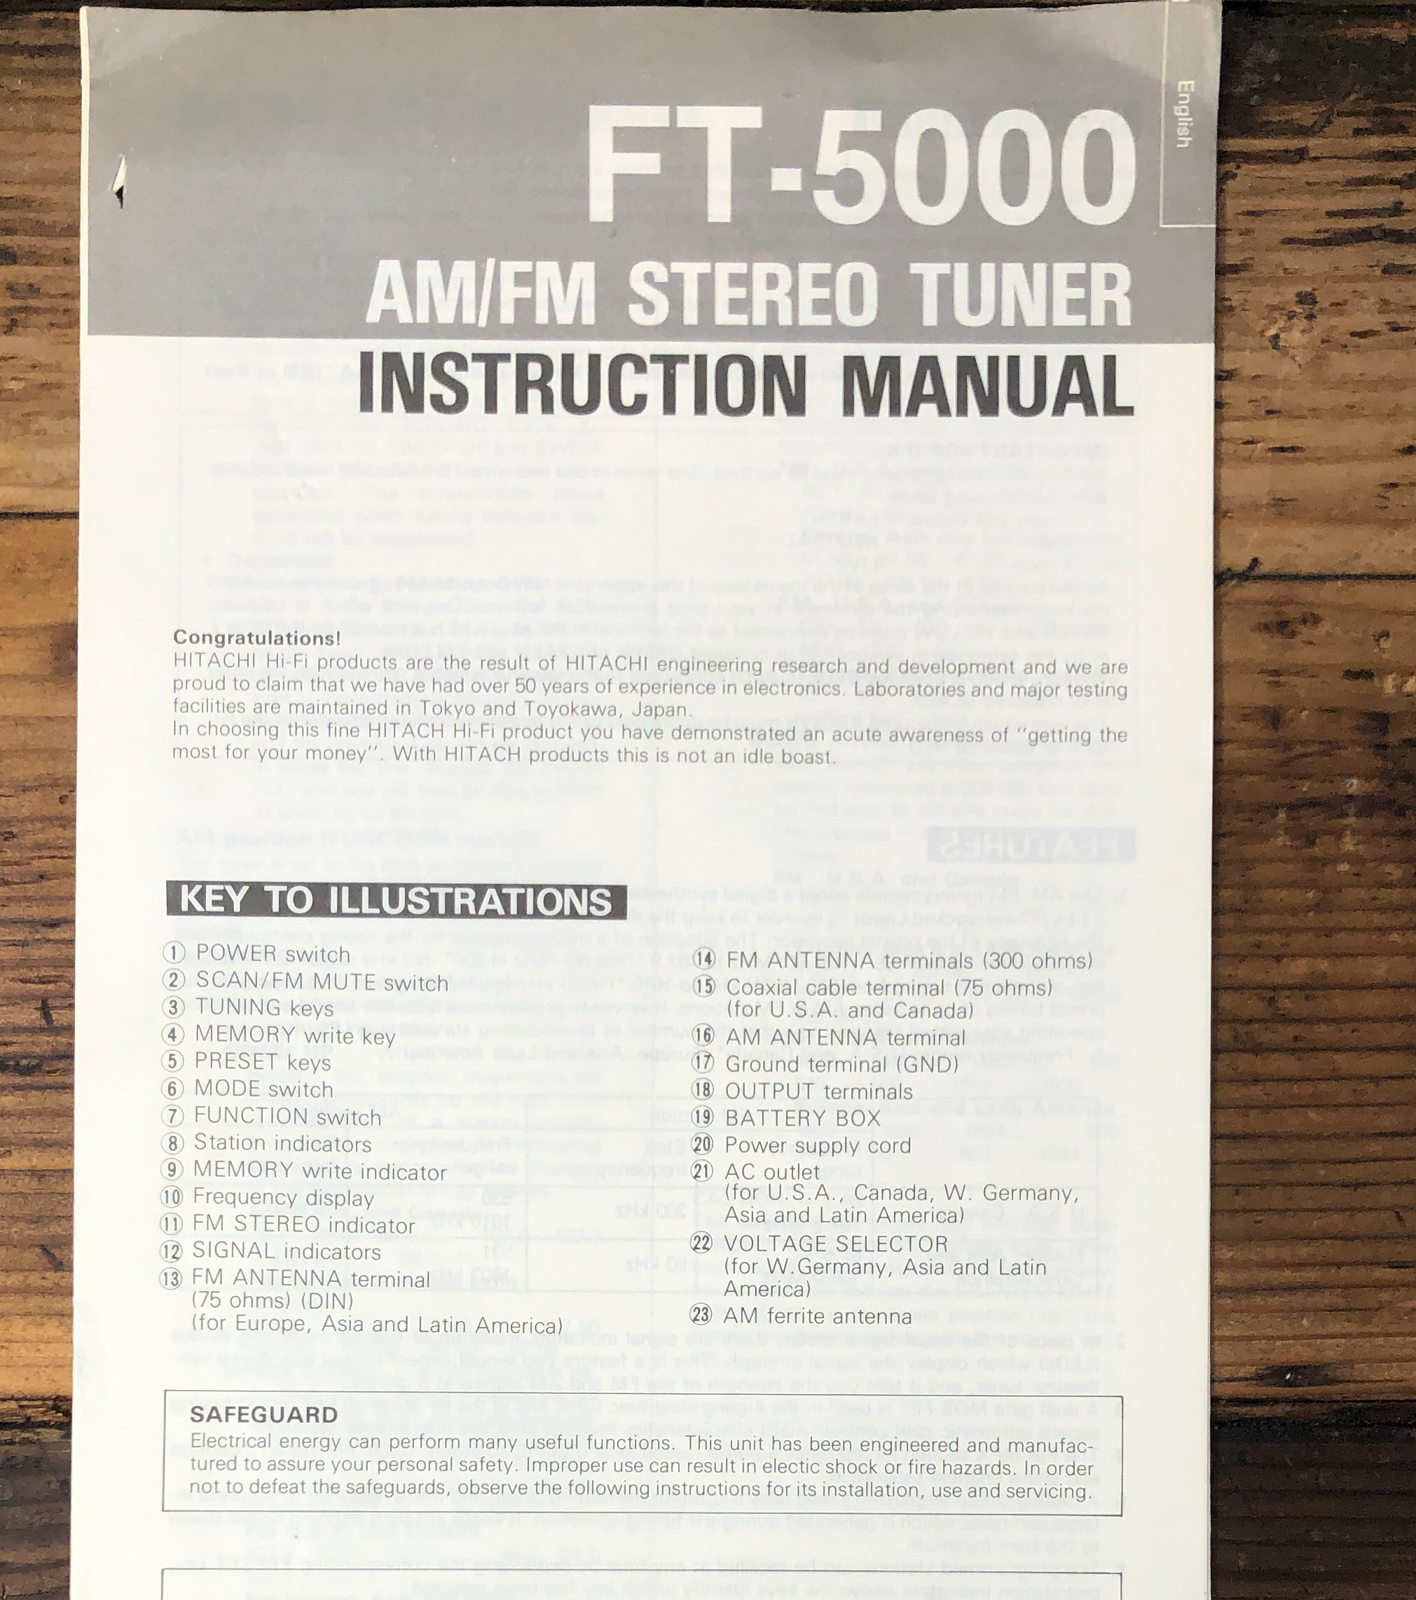 English
FT-5000
AM/FM STEREO TUNER
INSTRUCTION MANUAL
Congratulations!
HITACHI Hi-Fi products are the result of HITACHI engineering research and development and we are
proud to claim that we have had over 50 years of experience in electronics. Laboratories and major testing
facilities are maintained in Tokyo and Toyokawa, Japan.
In choosing this fine HITACH Hi-Fi product you have demonstrated an acute awareness of "getting the
most for your money". With HITACH products this is not an idle boast.
KEY TO ILLUSTRATIONS
① POWER switch
② SCAN/FM MUTE switch
③ TUNING keys
④ MEMORY write key
⑤ PRESET keys
⑥ MODE switch
⑦ FUNCTION switch
⑧ Station indicators
⑨ MEMORY write indicator
⑩ Frequency display
⑪ FM STEREO indicator
⑫ SIGNAL indicators
⑬ FM ANTENNA terminal
(75 ohms) (DIN)
(for Europe, Asia and Latin America)
⑭ FM ANTENNA terminals (300 ohms)
⑮ Coaxial cable terminal (75 ohms)
(for U.S.A. and Canada)
⑯ AM ANTENNA terminal
⑰ Ground terminal (GND)
⑱ OUTPUT terminals
⑲ BATTERY BOX
⑳ Power supply cord
㉑ AC outlet
(for U.S.A., Canada, W. Germany,
Asia and Latin America)
㉒ VOLTAGE SELECTOR
(for W.Germany, Asia and Latin
America)
㉓ AM ferrite antenna
SAFEGUARD
Electrical energy can perform many useful functions. This unit has been engineered and manufac-
tured to assure your personal safety. Improper use can result in electic shock or fire hazards. In order
not to defeat the safeguards, observe the following instructions for its installation, use and servicing.